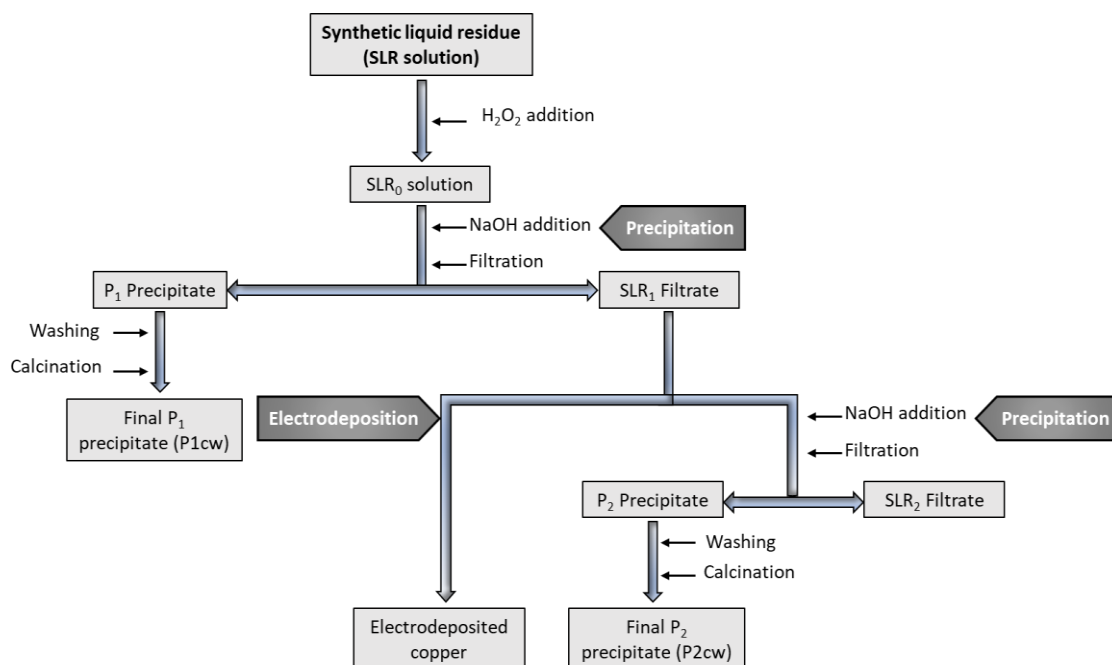 Synthetic liquid residue
(SLR solution)
H₂O₂ addition
SLR₀ solution
NaOH addition
Precipitation
Filtration
P₁ Precipitate
SLR₁ Filtrate
Washing
Calcination
Final P₁
precipitate (P1cw)
Electrodeposition
NaOH addition
Precipitation
Filtration
P₂ Precipitate
SLR₂ Filtrate
Washing
Calcination
Electrodeposited
copper
Final P₂
precipitate (P2cw)